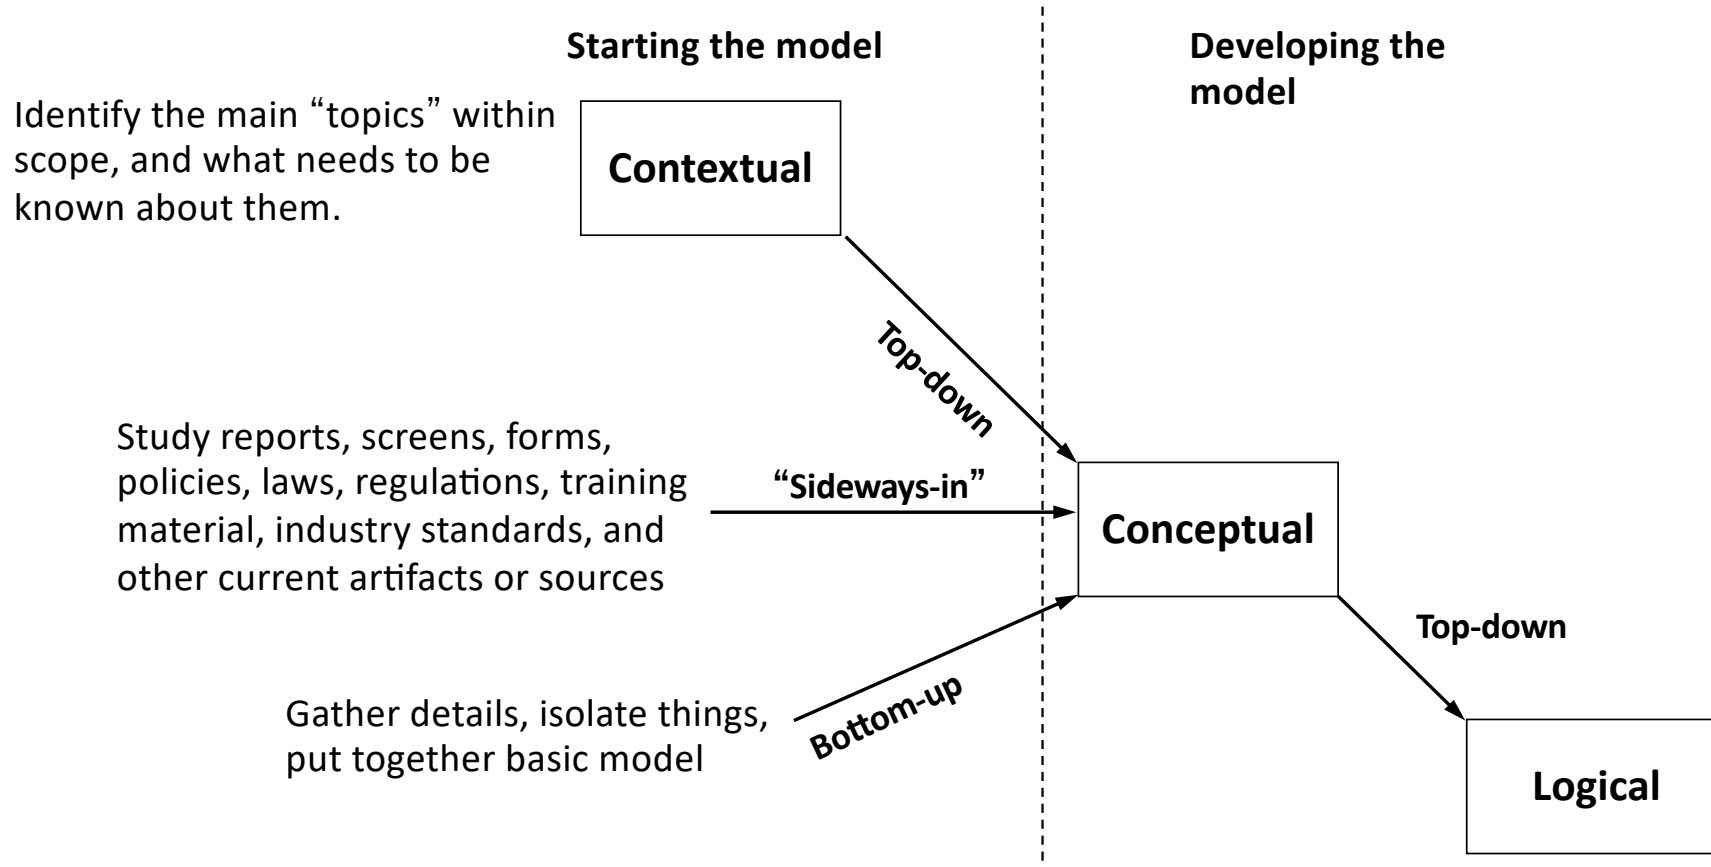 Starting the model
Developing the
model
Identify the main “topics” within
scope, and what needs to be
known about them.
Contextual
Top-down
Study reports, screens, forms,
policies, laws, regulations, training
material, industry standards, and
other current artifacts or sources
“Sideways-in”
Conceptual
Top-down
Gather details, isolate things,
put together basic model
Bottom-up
Logical